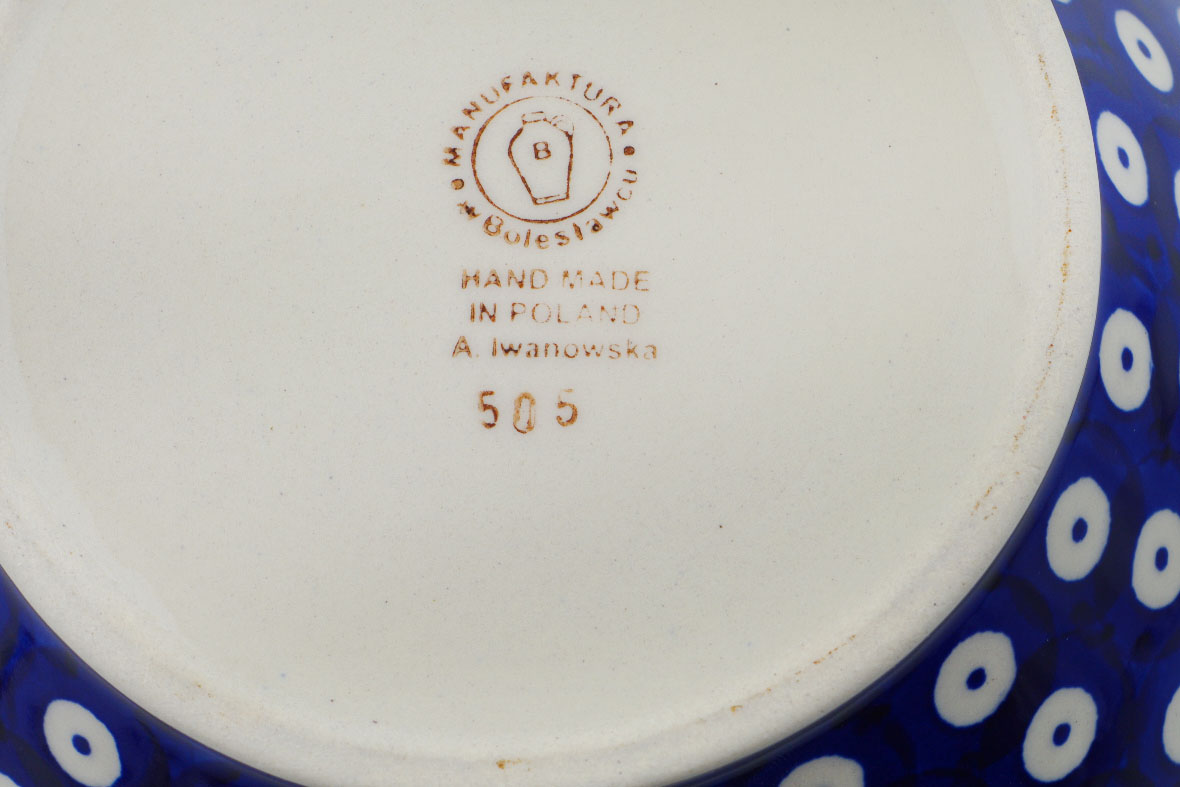 MANUFAKTURA
w Bolesławcu
B
HAND MADE
IN POLAND
A. Iwanowska
505